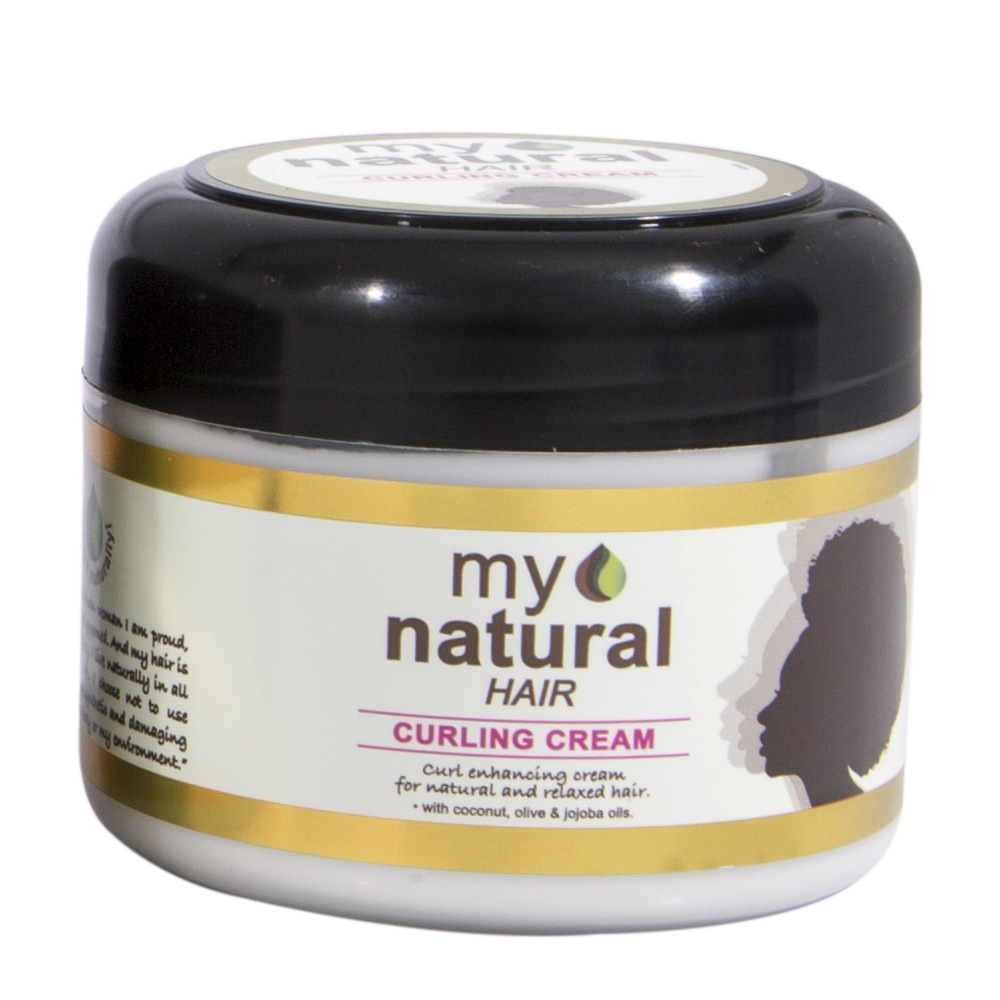 my
natural
HAIR
CURLING CREAM
my
natural
HAIR
CURLING CREAM
Curl enhancing cream
for natural and relaxed hair.
• with coconut, olive & jojoba oils.
woman I am proud,
And my hair is
naturally in all
choose not to use
and damaging
or my environment."